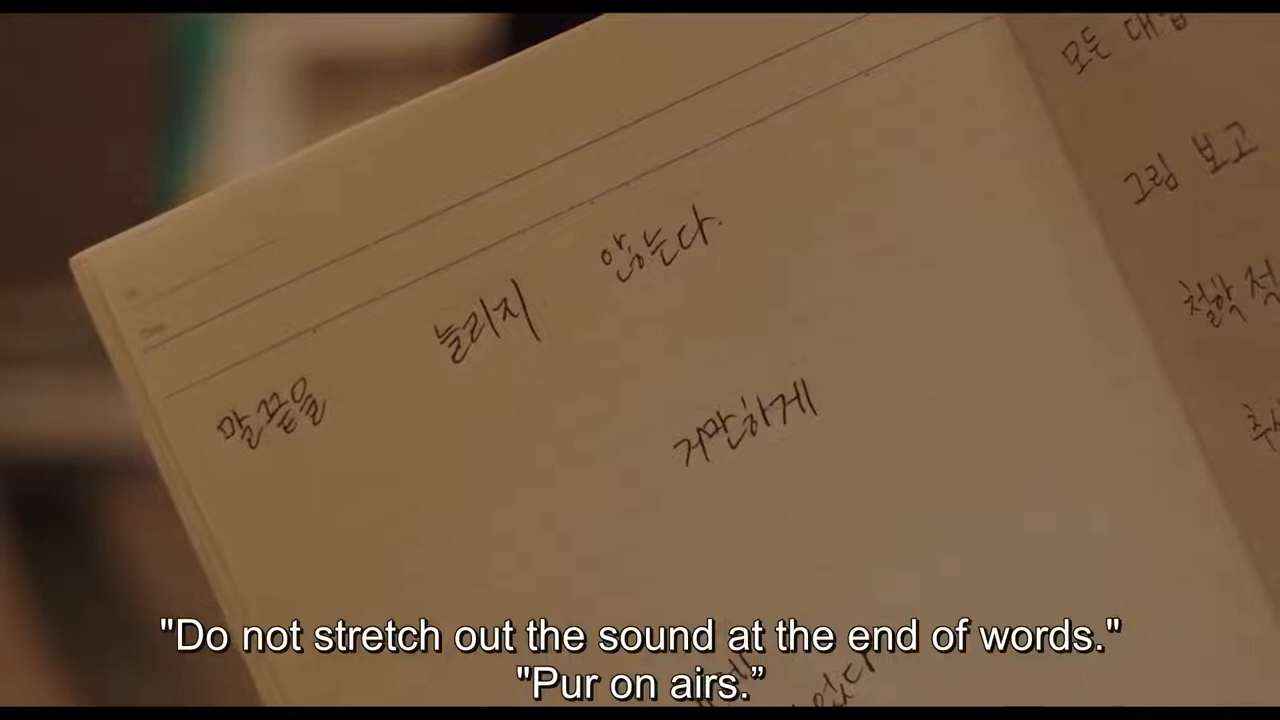 말끝을 늘리지 않는다.
거만하게
모든
그림 보고
철학적
"Do not stretch out the sound at the end of words."
"Pur on airs.”